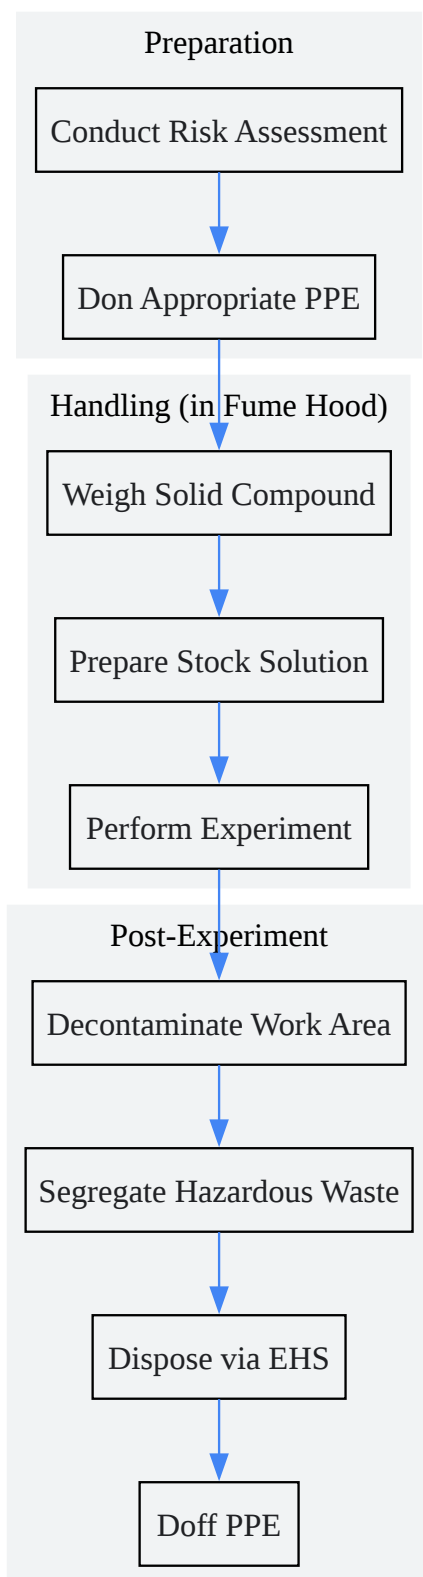 Preparation
Conduct Risk Assessment
Don Appropriate PPE
Handling (in Fume Hood)
Weigh Solid Compound
Prepare Stock Solution
Perform Experiment
Post-Experiment
Decontaminate Work Area
Segregate Hazardous Waste
Dispose via EHS
Doff PPE